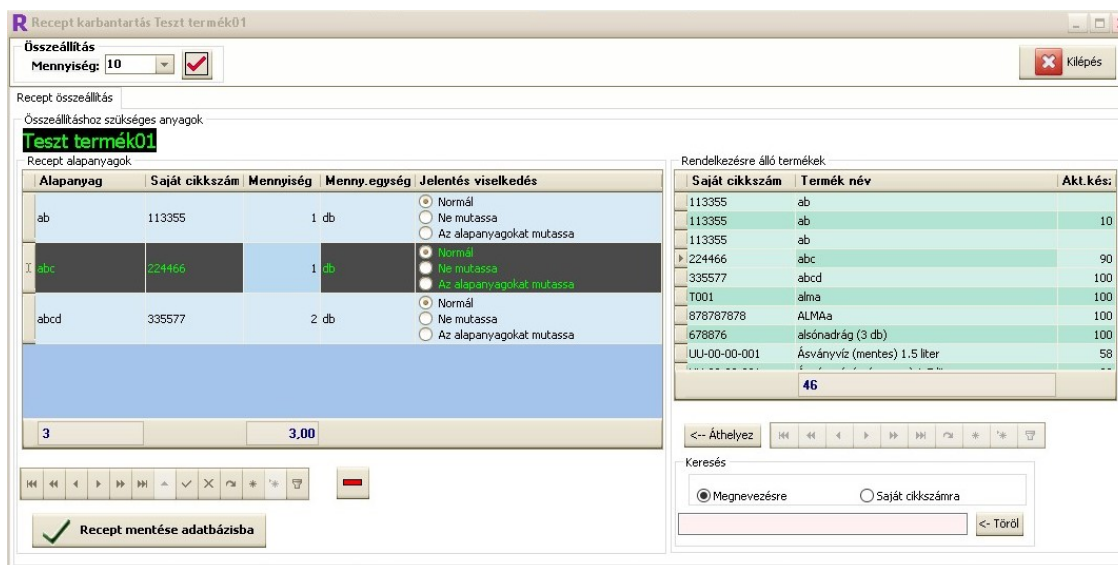 Recept karbantartás Teszt termék01
Összeállítás
Mennyiség: 10
Kilépés
Recept összeállítás
Összeállításhoz szükséges anyagok
Teszt termék01
Recept alapanyagok
Alapanyag Saját cikkszám Mennyiség Menny.egység Jelentés viselkedés
ab 113355 1 db
Normál
Ne mutassa
Az alapanyagokat mutassa
abc 224466 1 db
Normál
Ne mutassa
Az alapanyagokat mutassa
abcd 335577 2 db
Normál
Ne mutassa
Az alapanyagokat mutassa
3 3,00
Recept mentése adatbázisba
Rendelkezésre álló termékek
Saját cikkszám Termék név Akt.kész
113355 ab
113355 ab 10
113355 ab
224466 abc 90
335577 abcd 100
T001 alma 100
878787878 ALMAa 100
678876 alsónadrág (3 db) 100
UU-00-00-001 Ásványvíz (mentes) 1.5 liter 58
46
<-- Áthelyez
Keresés
Megnevezésre Saját cikkszámra
<- Töröl